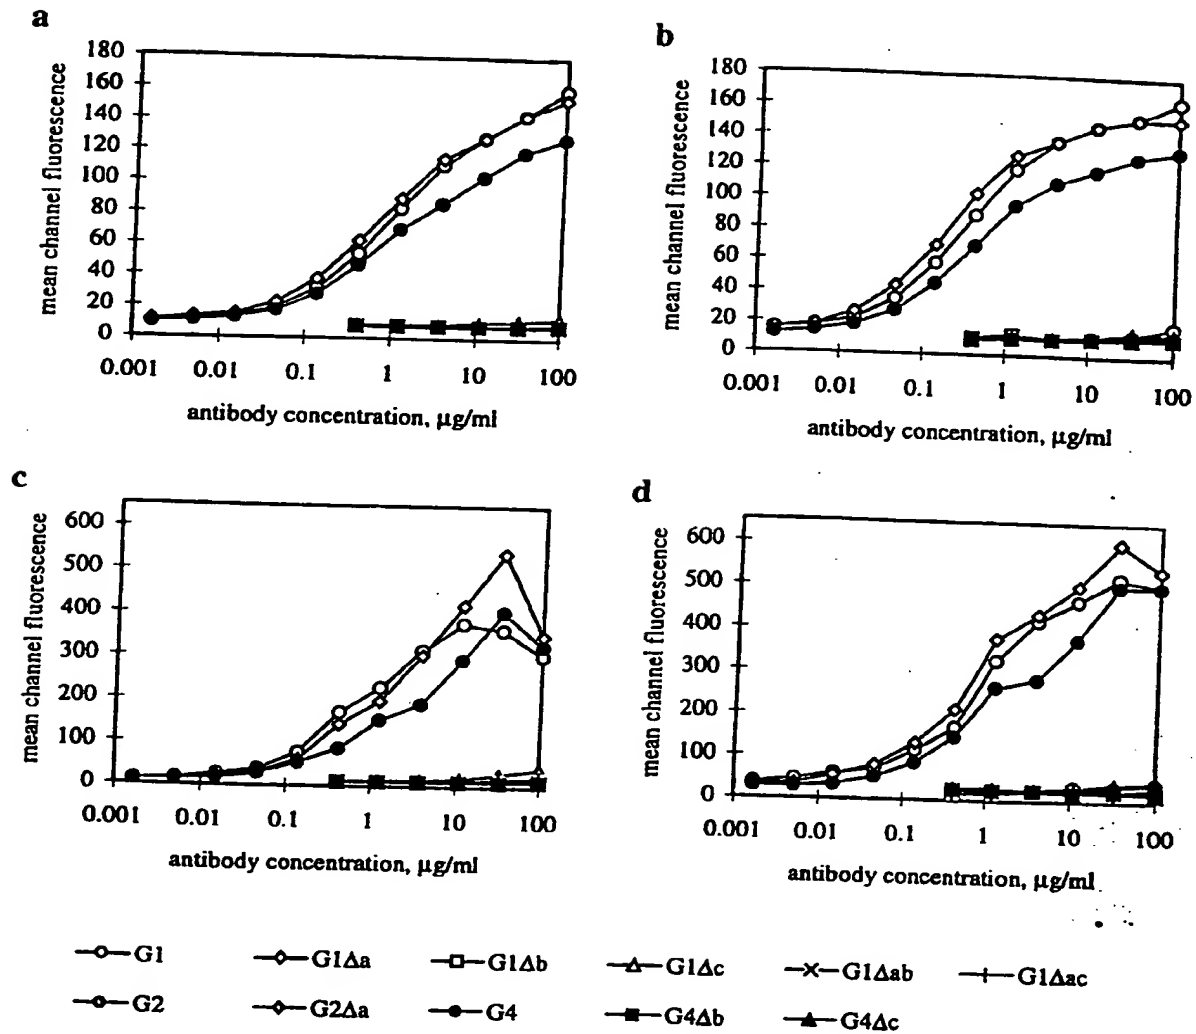 a
180
160
140
120
100
80
60
40
20
0
mean channel fluorescence
0.001 0.01 0.1 1 10 100
antibody concentration, µg/ml
b
180
160
140
120
100
80
60
40
20
0
mean channel fluorescence
0.001 0.01 0.1 1 10 100
antibody concentration, µg/ml
c
600
500
400
300
200
100
0
mean channel fluorescence
0.001 0.01 0.1 1 10 100
antibody concentration, µg/ml
d
600
500
400
300
200
100
0
mean channel fluorescence
0.001 0.01 0.1 1 10 100
antibody concentration, µg/ml
G1 G1Δa G1Δb G1Δc G1Δab G1Δac
G2 G2Δa G4 G4Δb G4Δc